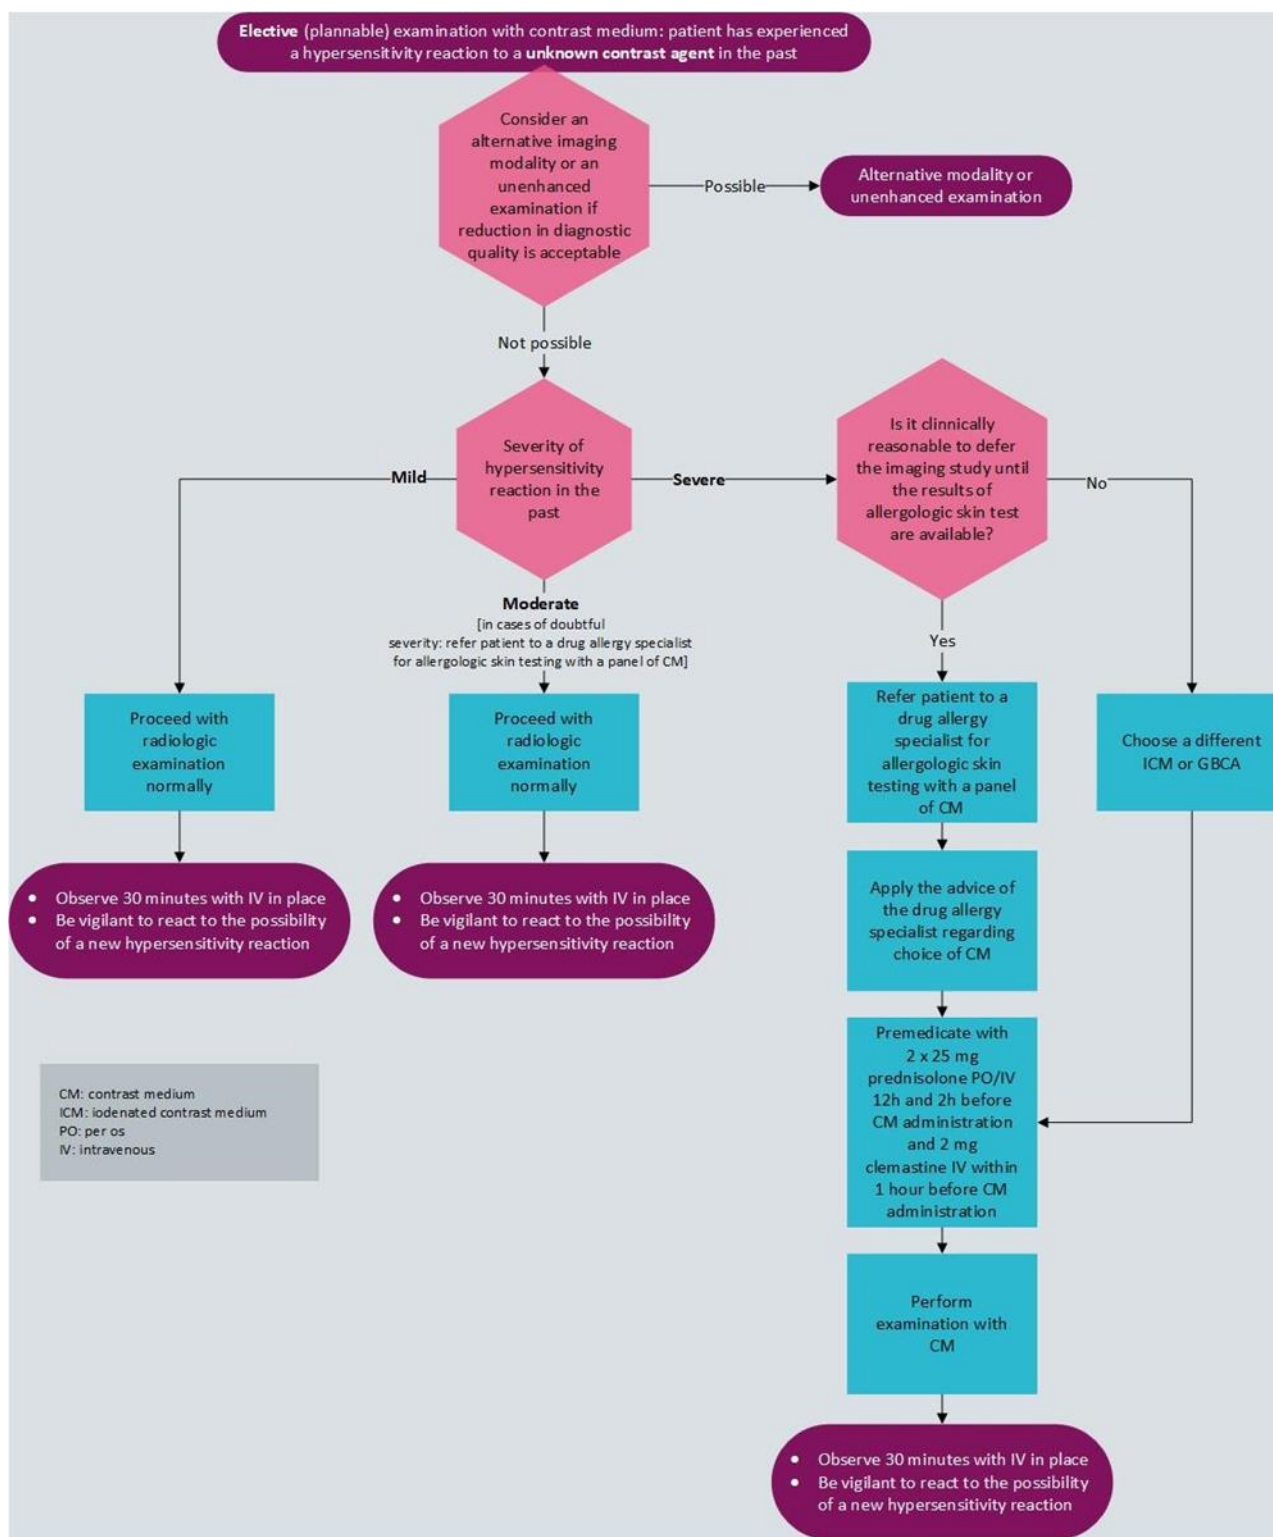 Elective (plannable) examination with contrast medium: patient has experienced
a hypersensitivity reaction to a unknown contrast agent in the past
Consider an
alternative imaging
modality or an
unenhanced
examination if
reduction in diagnostic
quality is acceptable
Possible
Alternative modality or
unenhanced examination
Not possible
Severity of
hypersensitivity
reaction in the
past
Mild
Severe
Is it clinnically
reasonable to defer
the imaging study until
the results of
allergologic skin test
are available?
No
Moderate
[in cases of doubtful
severity: refer patient to a drug allergy specialist
for allergologic skin testing with a panel of CM]
Yes
Proceed with
radiologic
examination
normally
Proceed with
radiologic
examination
normally
Refer patient to a
drug allergy
specialist for
allergologic skin
testing with a panel
of CM
Choose a different
ICM or GBCA
• Observe 30 minutes with IV in place
• Be vigilant to react to the possibility
of a new hypersensitivity reaction
• Observe 30 minutes with IV in place
• Be vigilant to react to the possibility
of a new hypersensitivity reaction
Apply the advice of
the drug allergy
specialist regarding
choice of CM
Premedicate with
2 x 25 mg
prednisolone PO/IV
12h and 2h before
CM administration
and 2 mg
clemastine IV within
1 hour before CM
administration
CM: contrast medium
ICM: iodenated contrast medium
PO: per os
IV: intravenous
Perform
examination with
CM
• Observe 30 minutes with IV in place
• Be vigilant to react to the possibility
of a new hypersensitivity reaction